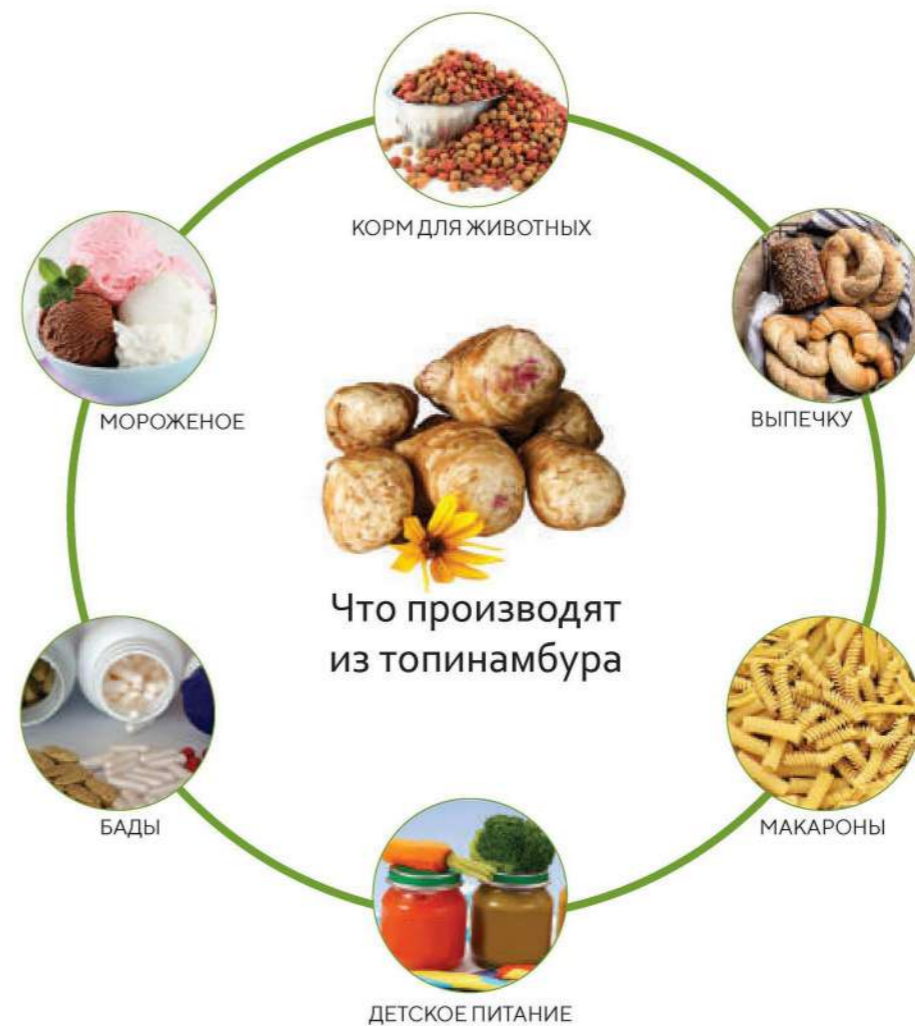 КОРМ ДЛЯ ЖИВОТНЫХ
МОРОЖЕНОЕ
ВЫПЕЧКУ
Что производят
из топинамбура
БАДЫ
МАКАРОНЫ
ДЕТСКОЕ ПИТАНИЕ